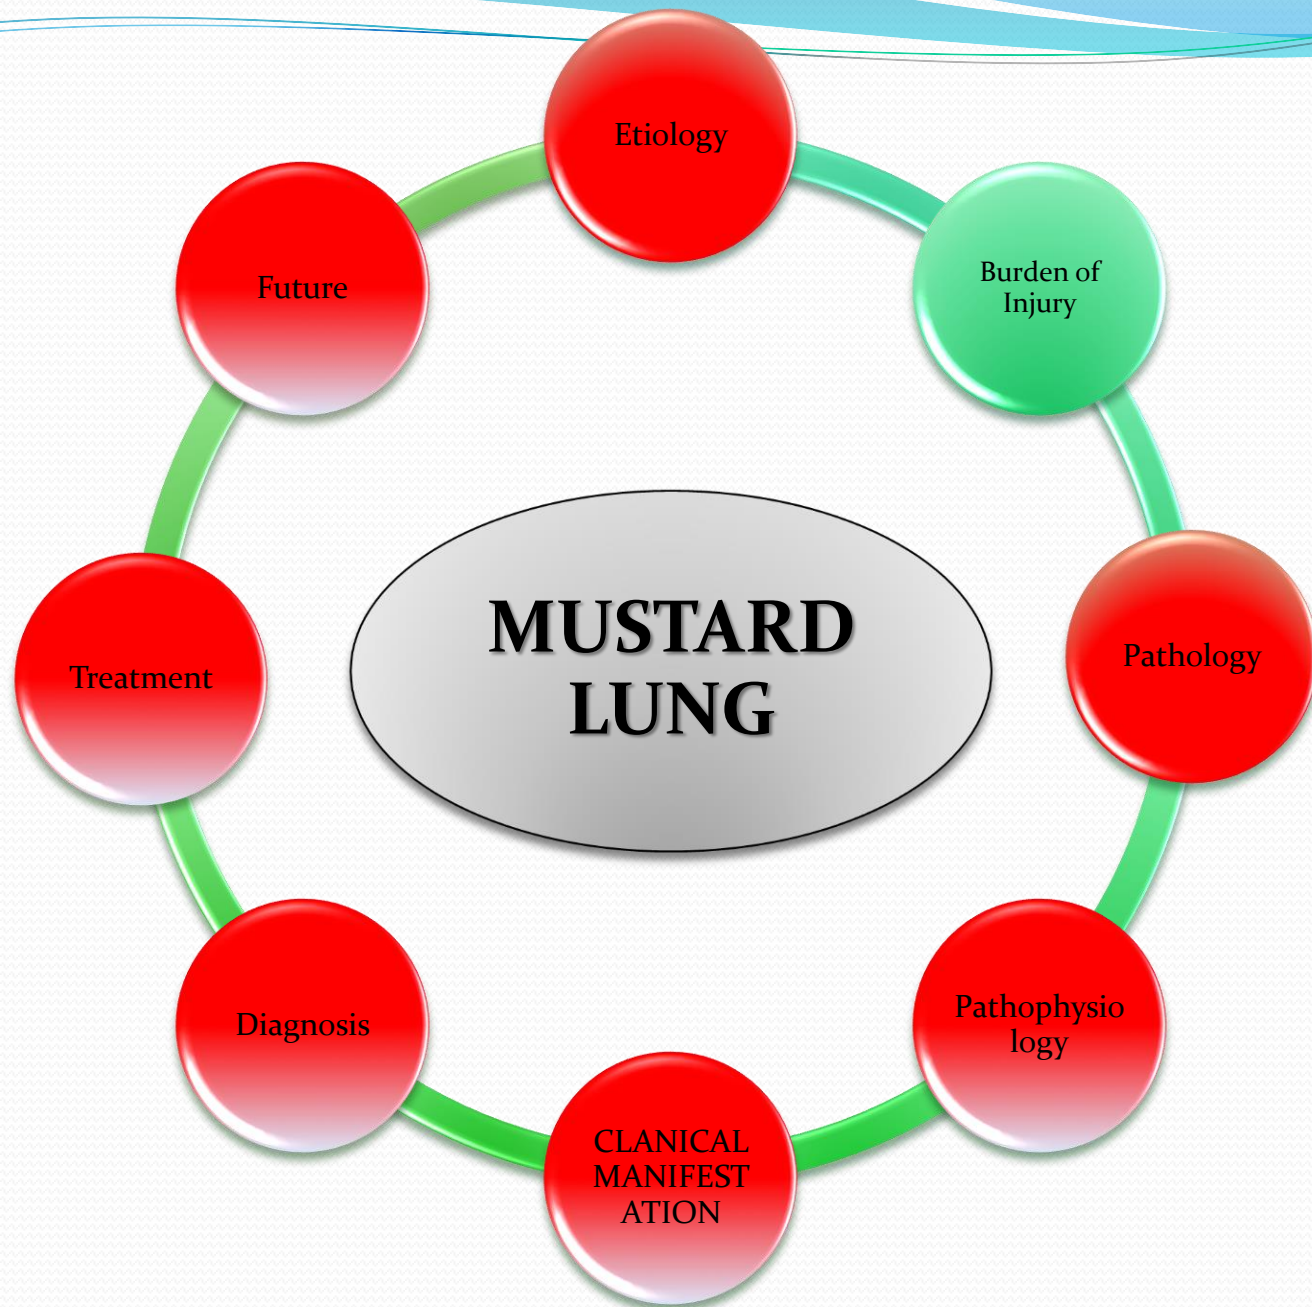 Etiology
Burden of
Injury
Pathology
Pathophysio
logy
CLANICAL
MANIFEST
ATION
Diagnosis
Treatment
Future
MUSTARD
LUNG